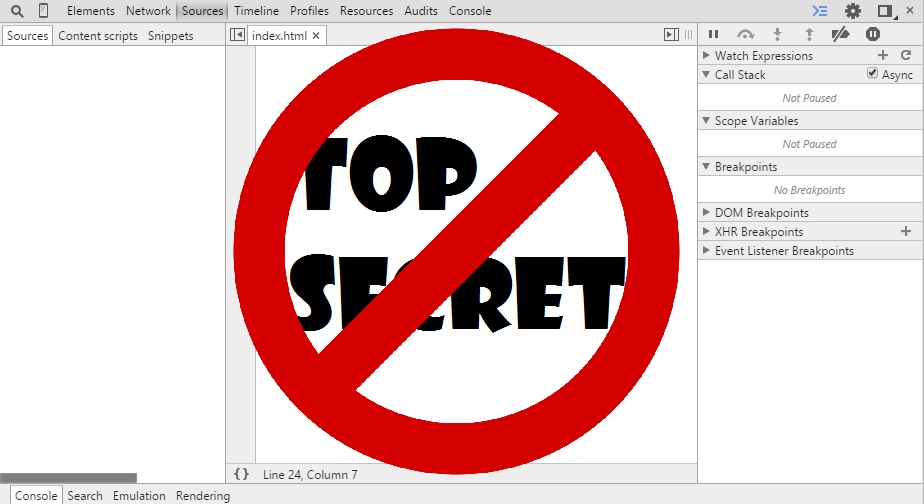 Elements Network Sources Timeline Profiles Resources Audits Console
Sources Content scripts Snippets
index.html
TOP
SECRET
{ } Line 24, Column 7
Watch Expressions
Call Stack Async
Not Paused
Scope Variables
Not Paused
Breakpoints
No Breakpoints
DOM Breakpoints
XHR Breakpoints
Event Listener Breakpoints
Console Search Emulation Rendering